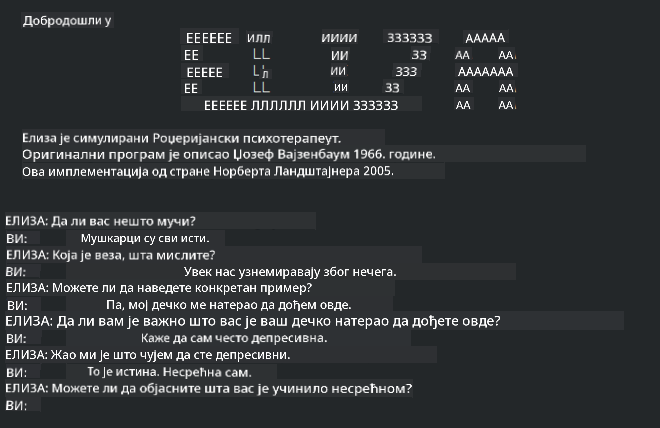 Добродошли у
ЕЕЕЕЕЕ ИЛЛ ИИИИ ЗЗЗЗЗЗ ААААА
ЕЕ LL ИИ ЗЗ АА АА
ЕЕЕЕЕ L'л ИИ ЗЗЗ ААААААА
ЕЕ LL ИИ ЗЗ АА АА
ЕЕЕЕЕЕ ЛЛЛЛЛЛ ИИИИ ЗЗЗЗЗЗ АА АА
Елиза је симулирани Роџеријански психотерапеут.
Оригинални програм је описао Џозеф Вајзенбаум 1966. године.
Ова имплементација од стране Норберта Ландштајнера 2005.
ЕЛИЗА: Да ли вас нешто мучи?
ВИ: Мушкарци су сви исти.
ЕЛИЗА: Која је веза, шта мислите?
ВИ: Увек нас узнемиравају због нечега.
ЕЛИЗА: Можете ли да наведете конкретан пример?
ВИ: Па, мој дечко ме натерао да дођем овде.
ЕЛИЗА: Да ли вам је важно што вас је ваш дечко натерао да дођете овде?
ВИ: Каже да сам често депресивна.
ЕЛИЗА: Жао ми је што чујем да сте депресивни.
ВИ: То је истина. Несрећна сам.
ЕЛИЗА: Можете ли да објасните шта вас је учинило несрећном?
ВИ: